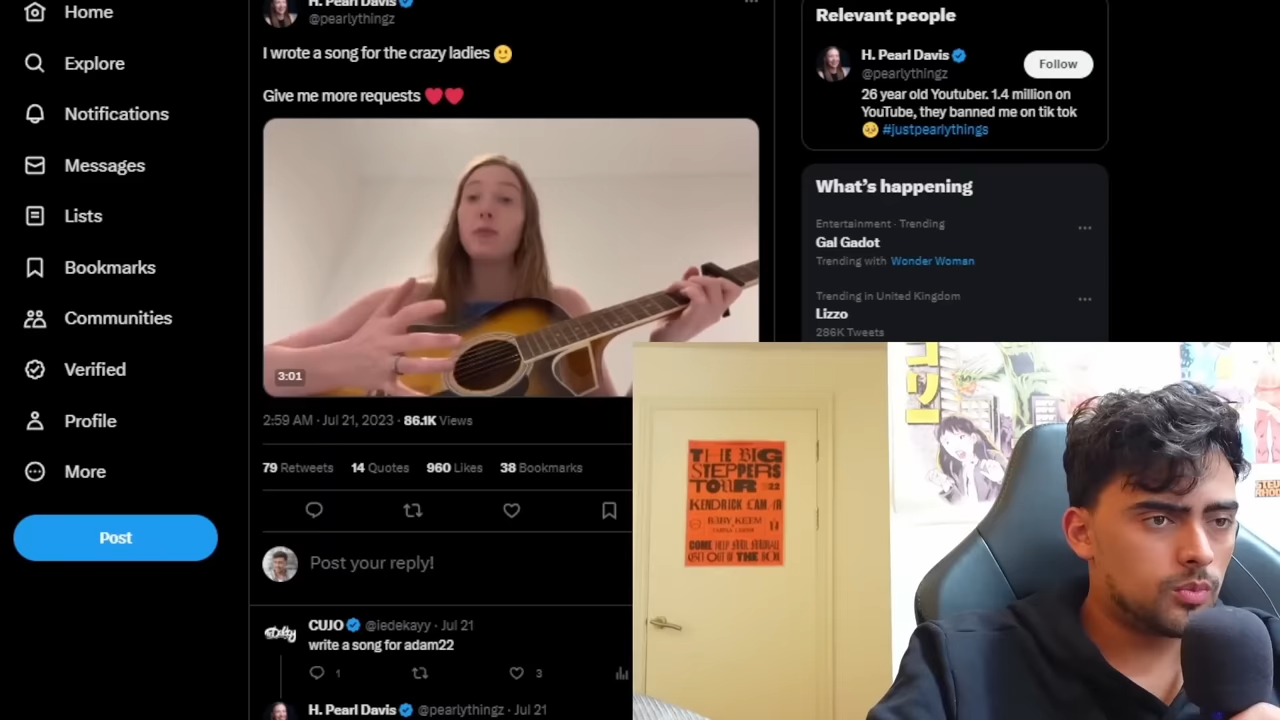 Home
Explore
Notifications
Messages
Lists
Bookmarks
Communities
Verified
Profile
More
Post
H. Pearl Davis
@pearlythingz
I wrote a song for the crazy ladies 🙂
Give me more requests ❤️❤️
3:01
2:59 AM · Jul 21, 2023 · 86.1K Views
79 Retweets 14 Quotes 960 Likes 38 Bookmarks
Post your reply!
CUJO @iedekayy · Jul 21
write a song for adam22
1
3
H. Pearl Davis @pearlythingz · Jul 21
Relevant people
H. Pearl Davis
@pearlythingz
Follow
26 year old Youtuber. 1.4 million on
YouTube, they banned me on tik tok
🥺 #justpearlythings
What's happening
Entertainment · Trending
Gal Gadot
Trending with Wonder Woman
Trending in United Kingdom
Lizzo
286K Tweets
THE BIG
STEPPERS
TOUR
KENDRICK LAMAR
BABY KEEM